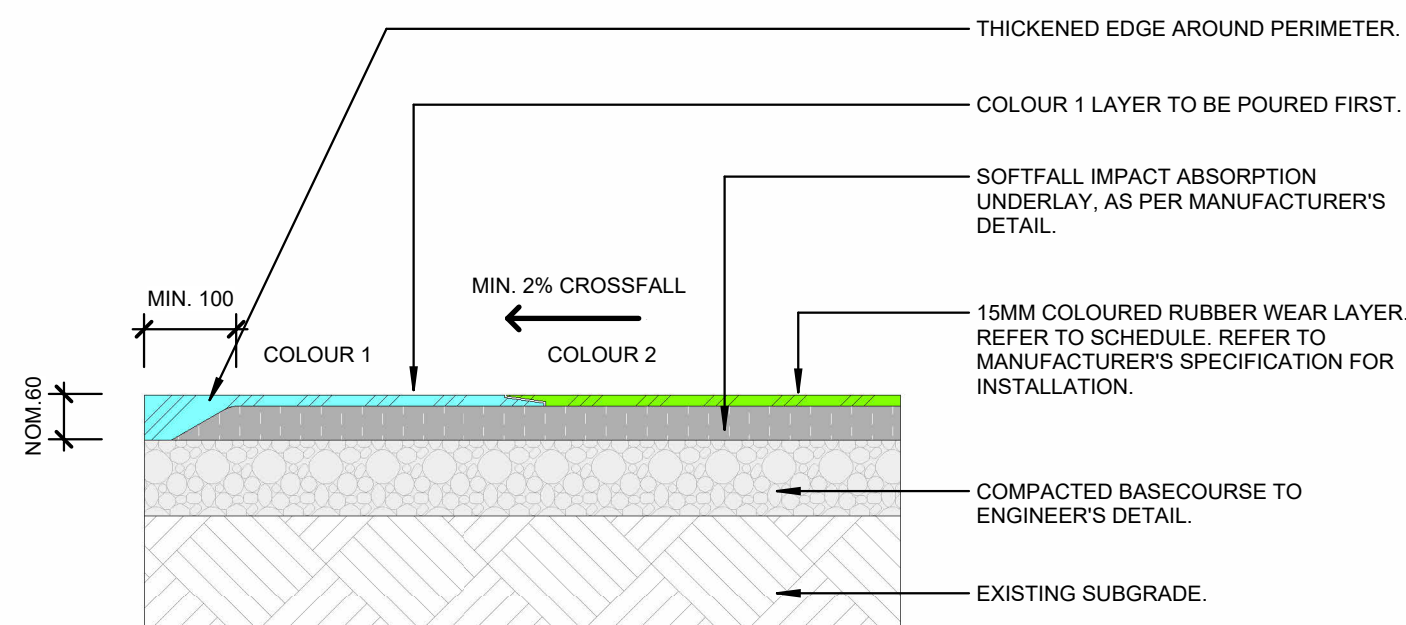 THICKENED EDGE AROUND PERIMETER.
COLOUR 1 LAYER TO BE POURED FIRST.
SOFTFALL IMPACT ABSORPTION
UNDERLAY, AS PER MANUFACTURER'S
DETAIL.
MIN. 2% CROSSFALL
MIN. 100
15MM COLOURED RUBBER WEAR LAYER.
REFER TO SCHEDULE. REFER TO
MANUFACTURER'S SPECIFICATION FOR
INSTALLATION.
COLOUR 1
COLOUR 2
NOM.60
COMPACTED BASECOURSE TO
ENGINEER'S DETAIL.
EXISTING SUBGRADE.